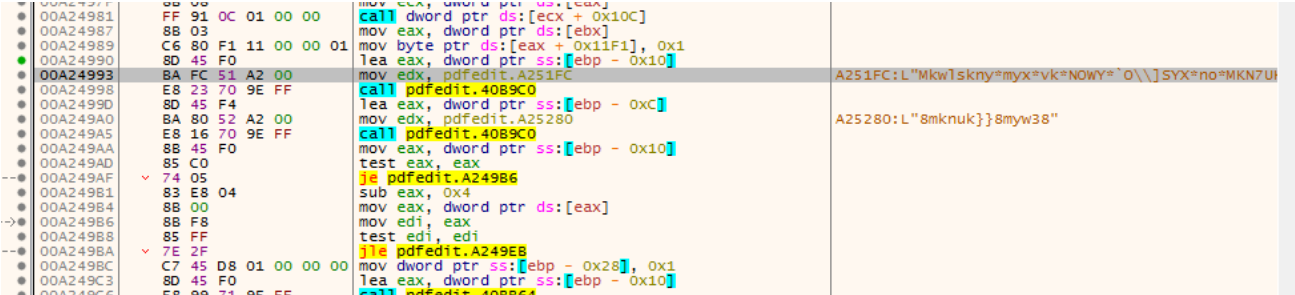 00A24981 FF 91 0C 01 00 00 call dword ptr ds:[ecx + 0x10C]
00A24987 8B 03 mov eax, dword ptr ds:[ebx]
00A24989 C6 80 F1 11 00 00 01 mov byte ptr ds:[eax + 0x11F1], 0x1
00A24990 8D 45 F0 lea eax, dword ptr ss:[ebp - 0x10]
00A24993 BA FC 51 A2 00 mov edx, pdfedit.A251FC A251FC:L"Mkwlskny*myx*vk*NOWY*`O\\]SYX*no*MKN7U
00A24998 E8 23 70 9E FF call pdfedit.40B9C0
00A2499D 8D 45 F4 lea eax, dword ptr ss:[ebp - 0xC]
00A249A0 BA 80 52 A2 00 mov edx, pdfedit.A25280 A25280:L"8mknuk}}8myw38"
00A249A5 E8 16 70 9E FF call pdfedit.40B9C0
00A249AA 8B 45 F0 mov eax, dword ptr ss:[ebp - 0x10]
00A249AD 85 C0 test eax, eax
00A249AF 74 05 je pdfedit.A249B6
00A249B1 83 E8 04 sub eax, 0x4
00A249B4 8B 00 mov eax, dword ptr ds:[eax]
00A249B6 8B F8 mov edi, eax
00A249B8 85 FF test edi, edi
00A249BA 7E 2F jle pdfedit.A249EB
00A249BC C7 45 D8 01 00 00 00 mov dword ptr ss:[ebp - 0x28], 0x1
00A249C3 8D 45 F0 lea eax, dword ptr ss:[ebp - 0x10]